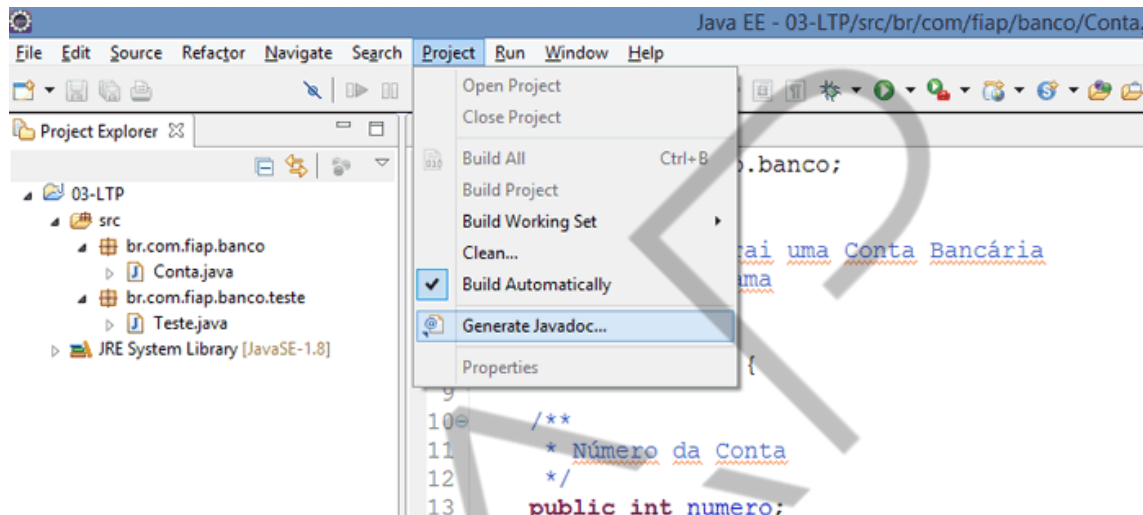 Java EE - 03-LTP/src/br/com/fiap/banco/Conta.
File Edit Source Refactor Navigate Search Project Run Window Help
Project Explorer
03-LTP
src
br.com.fiap.banco
Conta.java
br.com.fiap.banco.teste
Teste.java
JRE System Library [JavaSE-1.8]
Open Project
Close Project
Build All Ctrl+B
Build Project
Build Working Set
Clean...
Build Automatically
Generate Javadoc...
Properties
.banco;
rai uma Conta Bancária
ama
{
9
10 /**
11 * Número da Conta
12 */
13 public int numero;